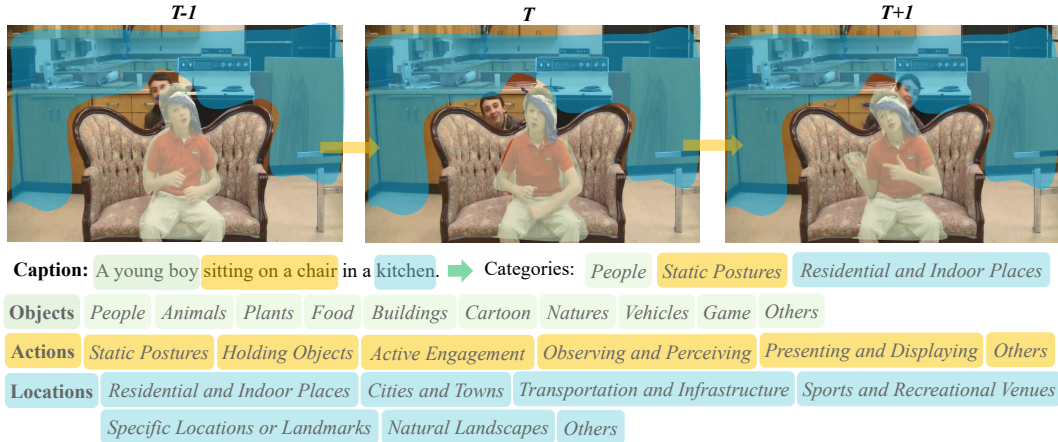 T-1 T T+1
Caption: A young boy sitting on a chair in a kitchen. Categories: People Static Postures Residential and Indoor Places
Objects People Animals Plants Food Buildings Cartoon Natures Vehicles Game Others
Actions Static Postures Holding Objects Active Engagement Observing and Perceiving Presenting and Displaying Others
Locations Residential and Indoor Places Cities and Towns Transportation and Infrastructure Sports and Recreational Venues
Specific Locations or Landmarks Natural Landscapes Others